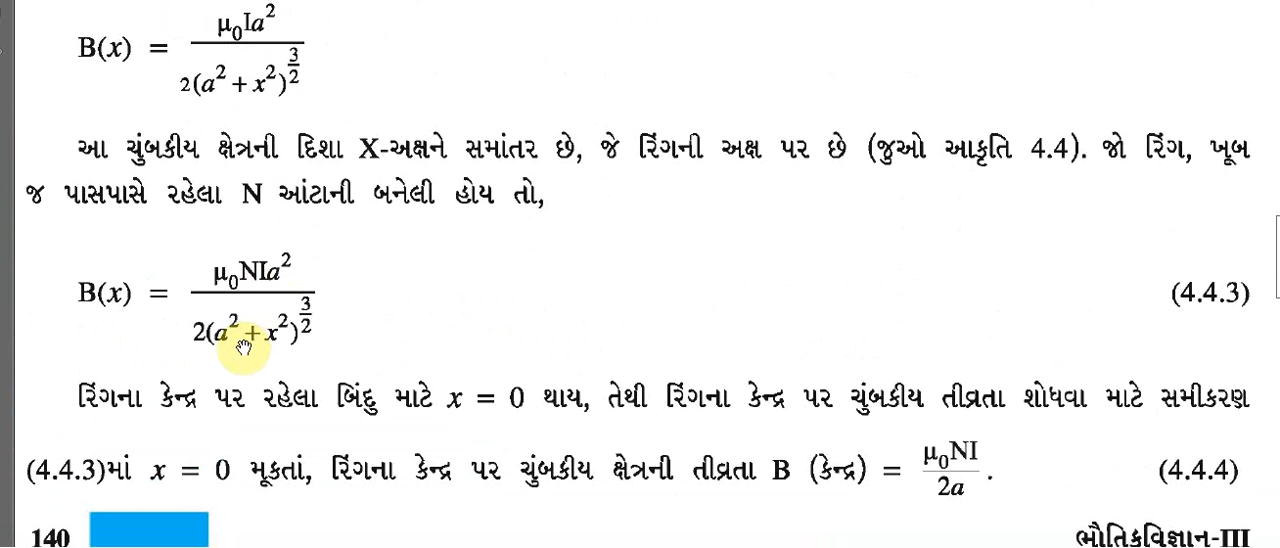 B(x) = μ₀Ia² / 2(a² + x²)^(3/2)
આ ચુંબકીય ક્ષેત્રની દિશા X-અક્ષને સમાંતર છે, જે રિંગની અક્ષ પર છે (જુઓ આકૃતિ 4.4). જો રિંગ, ખૂબ
જ પાસપાસે રહેલા N આંટાની બનેલી હોય તો,
B(x) = μ₀NIa² / 2(a² + x²)^(3/2) (4.4.3)
રિંગના કેન્દ્ર પર રહેલા બિંદુ માટે x = 0 થાય, તેથી રિંગના કેન્દ્ર પર ચુંબકીય તીવ્રતા શોધવા માટે સમીકરણ
(4.4.3)માં x = 0 મૂકતાં, રિંગના કેન્દ્ર પર ચુંબકીય ક્ષેત્રની તીવ્રતા B (કેન્દ્ર) = μ₀NI / 2a . (4.4.4)
140 ભૌતિકવિજ્ઞાન-III